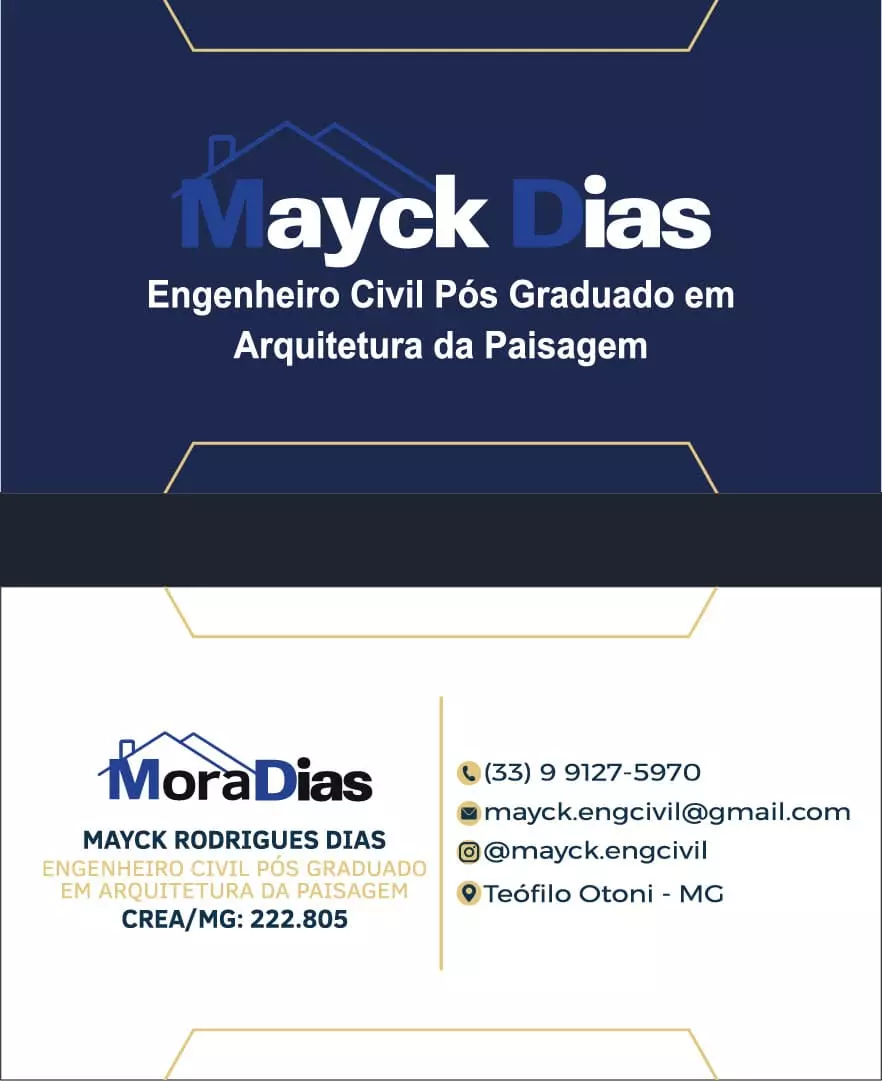 Mayck Dias
Engenheiro Civil Pós Graduado em
Arquitetura da Paisagem
MoraDias
MAYCK RODRIGUES DIAS
ENGENHEIRO CIVIL PÓS GRADUADO
EM ARQUITETURA DA PAISAGEM
CREA/MG: 222.805
(33) 9 9127-5970
mayck.engcivil@gmail.com
@mayck.engcivil
Teófilo Otoni - MG